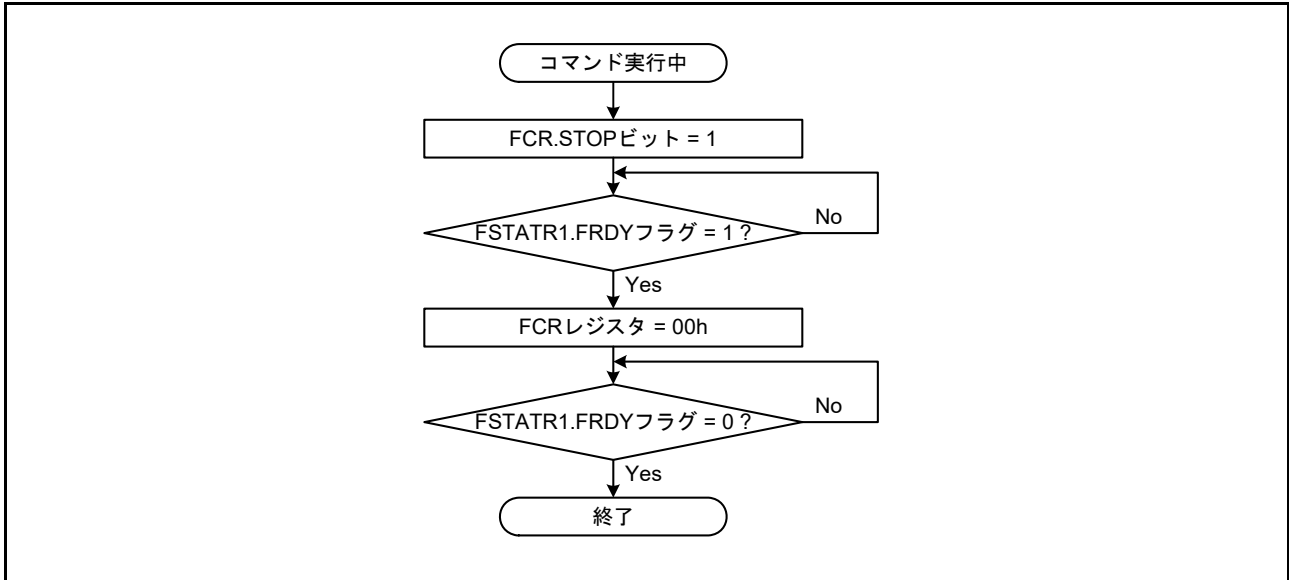 コマンド実行中
FCR.STOPビット = 1
FSTATR1.FRDYフラグ = 1 ?
No
Yes
FCRレジスタ = 00h
FSTATR1.FRDYフラグ = 0 ?
No
Yes
終了